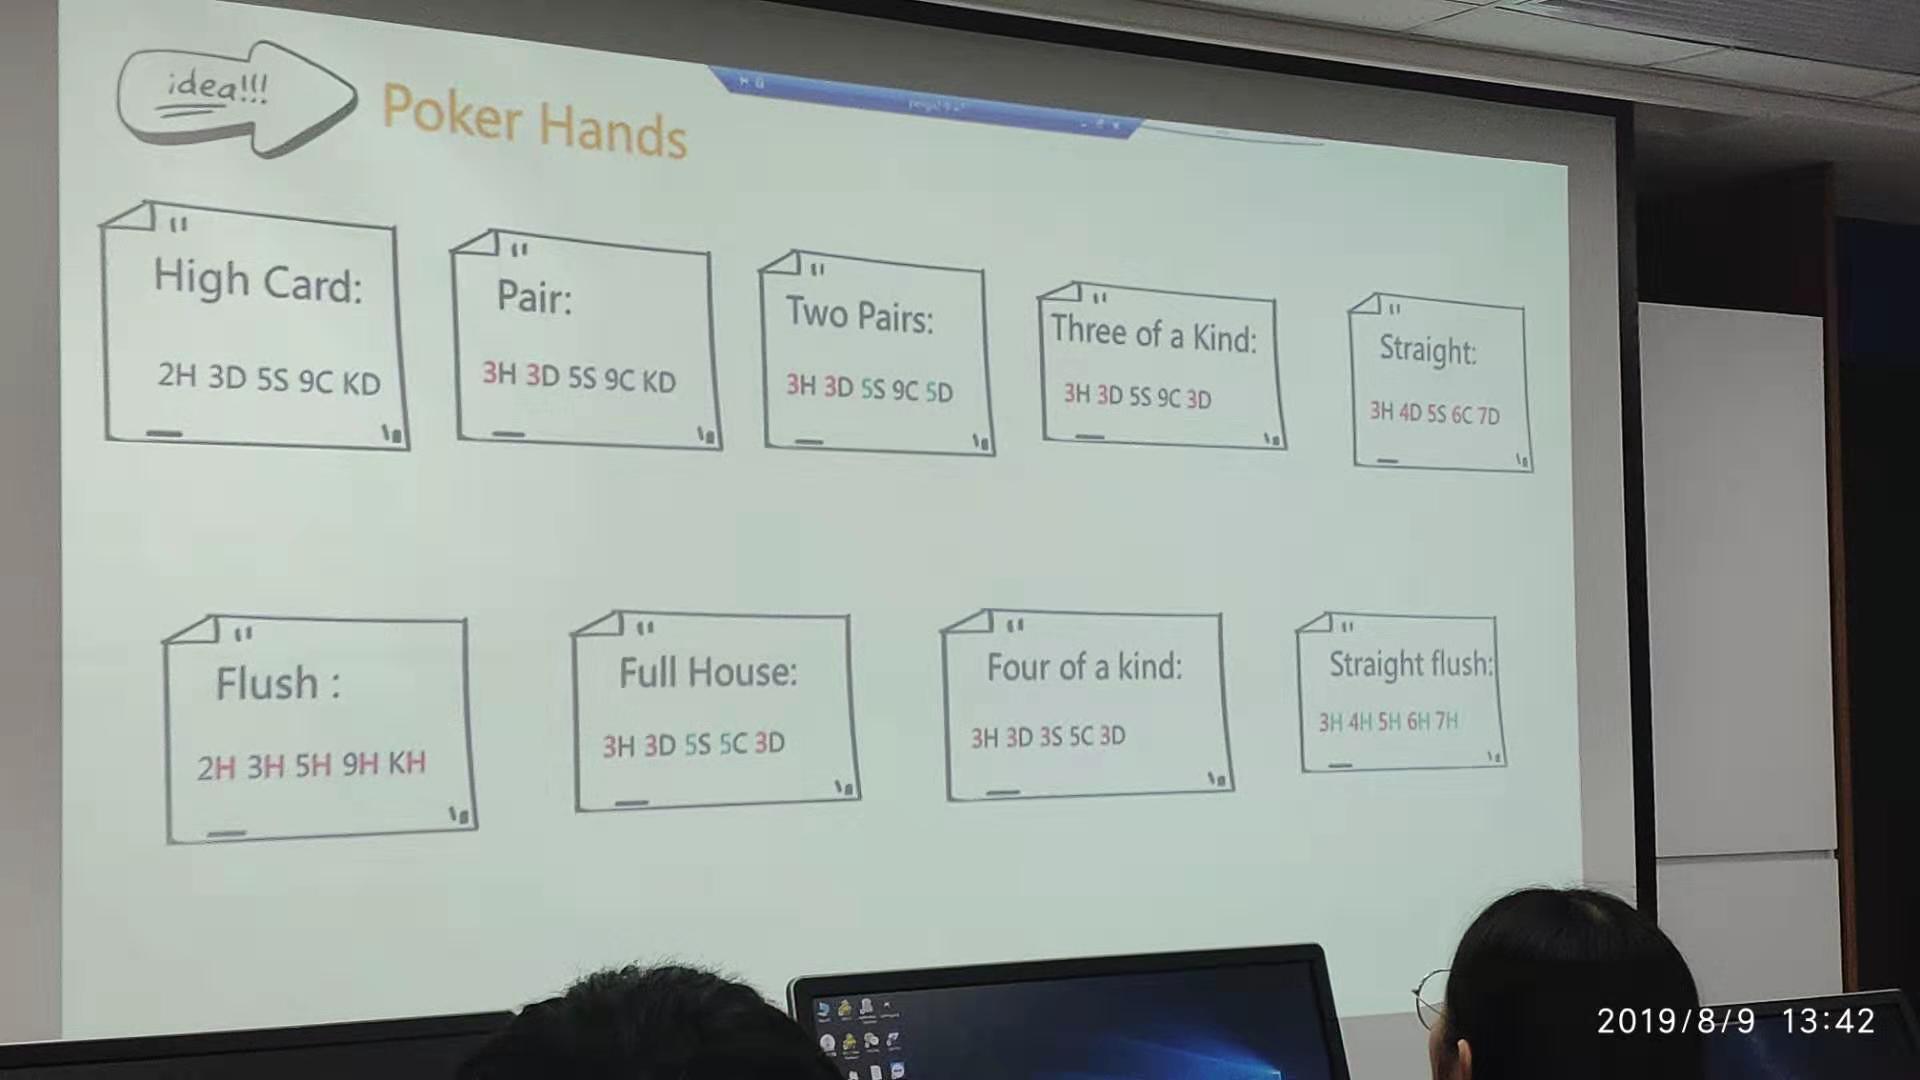 idea!!!
Poker Hands
High Card:
2H 3D 5S 9C KD
Pair:
3H 3D 5S 9C KD
Two Pairs:
3H 3D 5S 9C 5D
Three of a Kind:
3H 3D 5S 9C 3D
Straight:
3H 4D 5S 6C 7D
Flush :
2H 3H 5H 9H KH
Full House:
3H 3D 5S 5C 3D
Four of a kind:
3H 3D 3S 5C 3D
Straight flush:
3H 4H 5H 6H 7H
2019/8/9 13:42